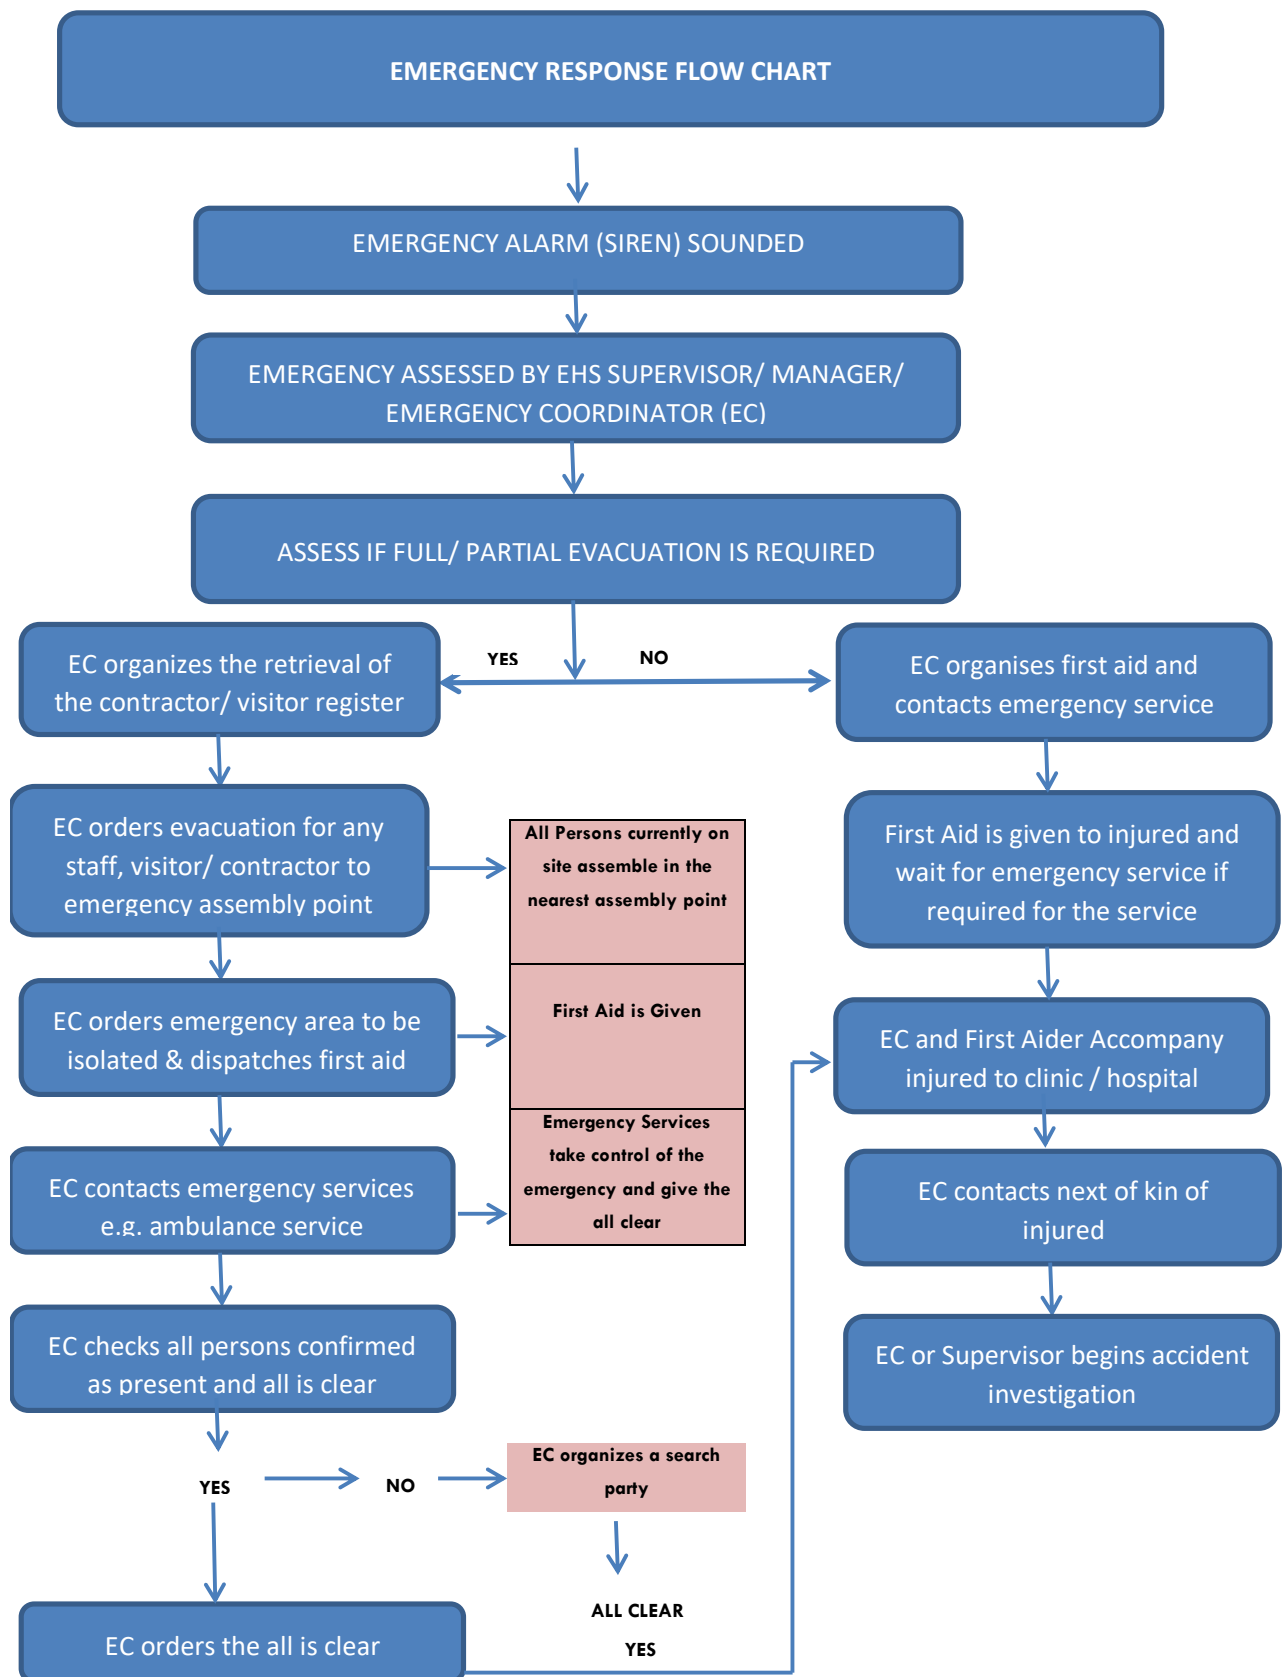 EMERGENCY RESPONSE FLOW CHART
EMERGENCY ALARM (SIREN) SOUNDED
EMERGENCY ASSESSED BY EHS SUPERVISOR/ MANAGER/
EMERGENCY COORDINATOR (EC)
ASSESS IF FULL/ PARTIAL EVACUATION IS REQUIRED
YES
NO
EC organizes the retrieval of
the contractor/ visitor register
EC orders evacuation for any
staff, visitor/ contractor to
emergency assembly point
All Persons currently on
site assemble in the
nearest assembly point
EC orders emergency area to be
isolated & dispatches first aid
First Aid is Given
EC contacts emergency services
e.g. ambulance service
Emergency Services
take control of the
emergency and give the
all clear
EC checks all persons confirmed
as present and all is clear
YES
NO
EC organizes a search
party
ALL CLEAR
YES
EC orders the all is clear
EC organises first aid and
contacts emergency service
First Aid is given to injured and
wait for emergency service if
required for the service
EC and First Aider Accompany
injured to clinic / hospital
EC contacts next of kin of
injured
EC or Supervisor begins accident
investigation